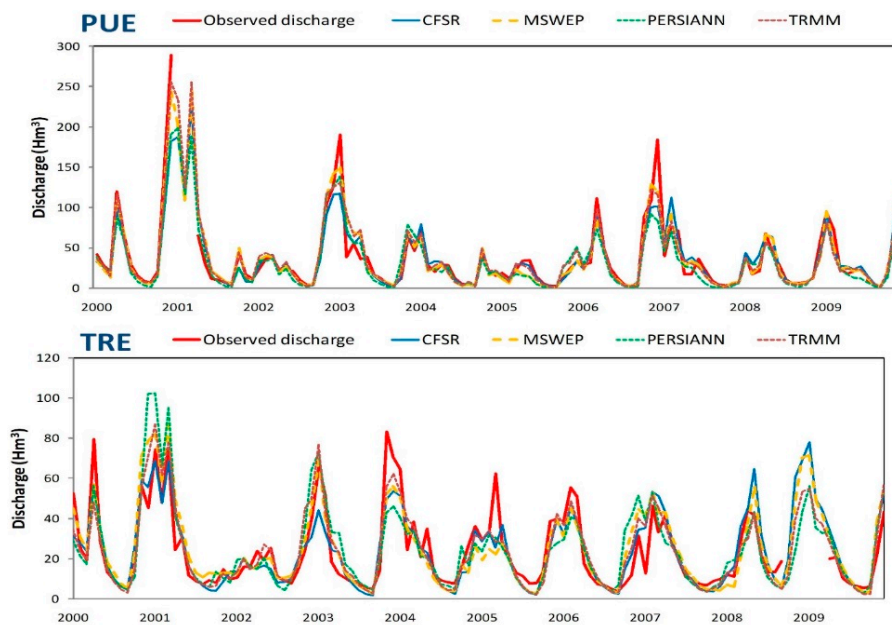 PUE
Observed discharge CFSR MSWEP PERSIANN TRMM
Discharge (Hm³)
300
250
200
150
100
50
0
2000 2001 2002 2003 2004 2005 2006 2007 2008 2009
TRE
Observed discharge CFSR MSWEP PERSIANN TRMM
Discharge (Hm³)
120
100
80
60
40
20
0
2000 2001 2002 2003 2004 2005 2006 2007 2008 2009